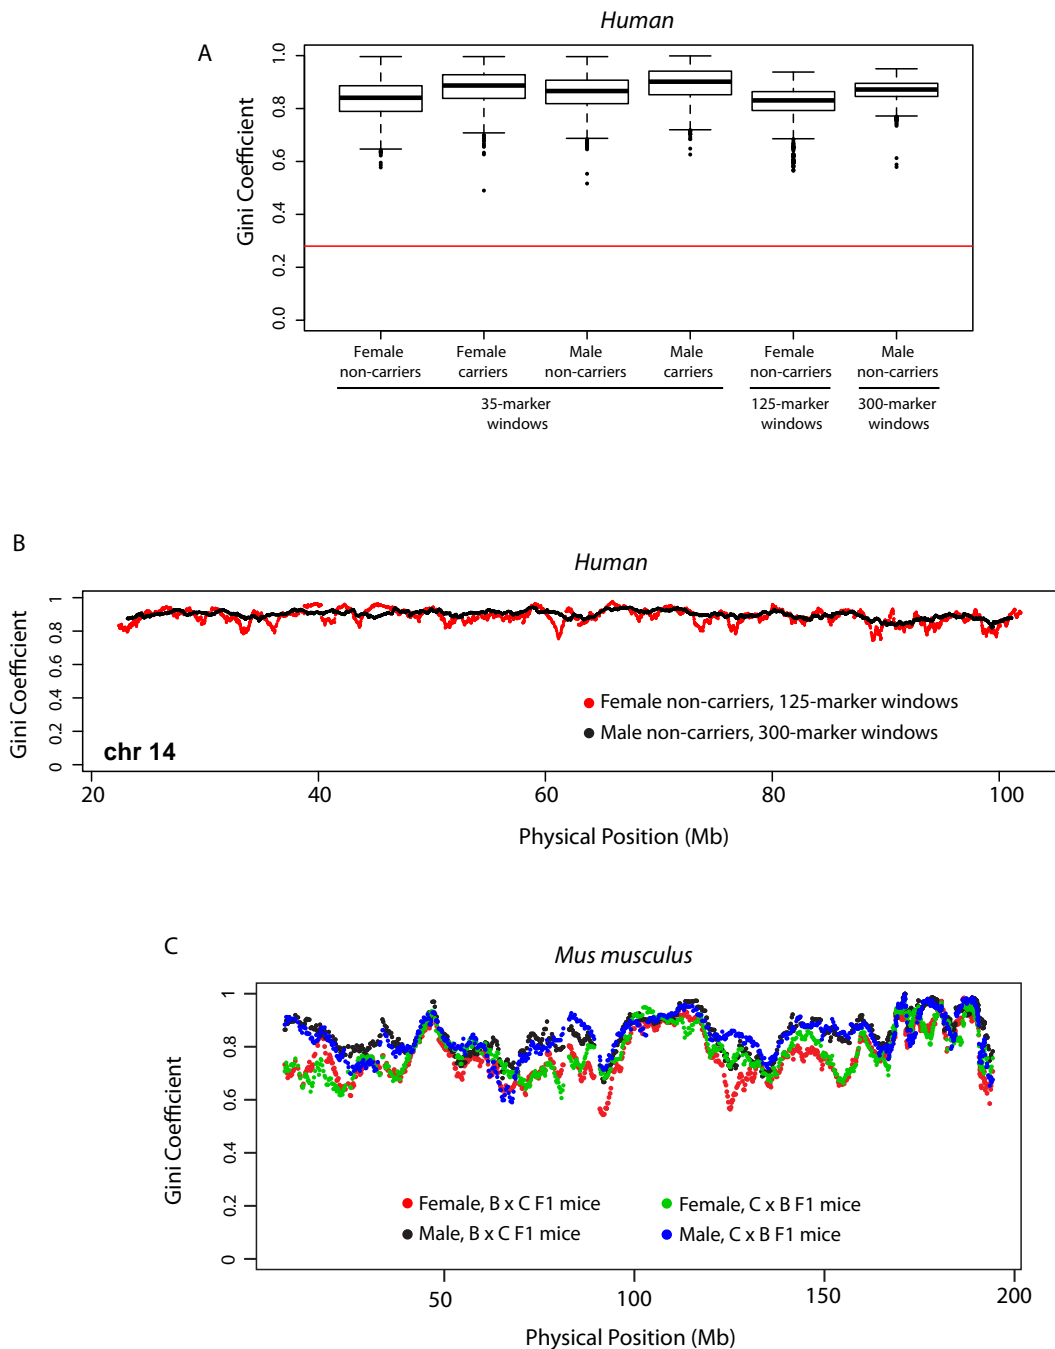 Human
A
Gini Coefficient
1.0
0.8
0.6
0.4
0.2
0.0
Female non-carriers
Female carriers
Male non-carriers
Male carriers
Female non-carriers
Male non-carriers
35-marker windows
125-marker windows
300-marker windows
B
Human
Gini Coefficient
1
0.8
0.6
0.4
0.2
0
Female non-carriers, 125-marker windows
Male non-carriers, 300-marker windows
chr 14
20 40 60 80 100
Physical Position (Mb)
C
Mus musculus
Gini Coefficient
1
0.8
0.6
0.4
0.2
0
Female, B x C F1 mice
Female, C x B F1 mice
Male, B x C F1 mice
Male, C x B F1 mice
50 100 150 200
Physical Position (Mb)